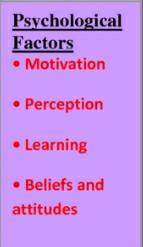 Psychological
Factors
• Motivation
• Perception
• Learning
• Beliefs and
attitudes